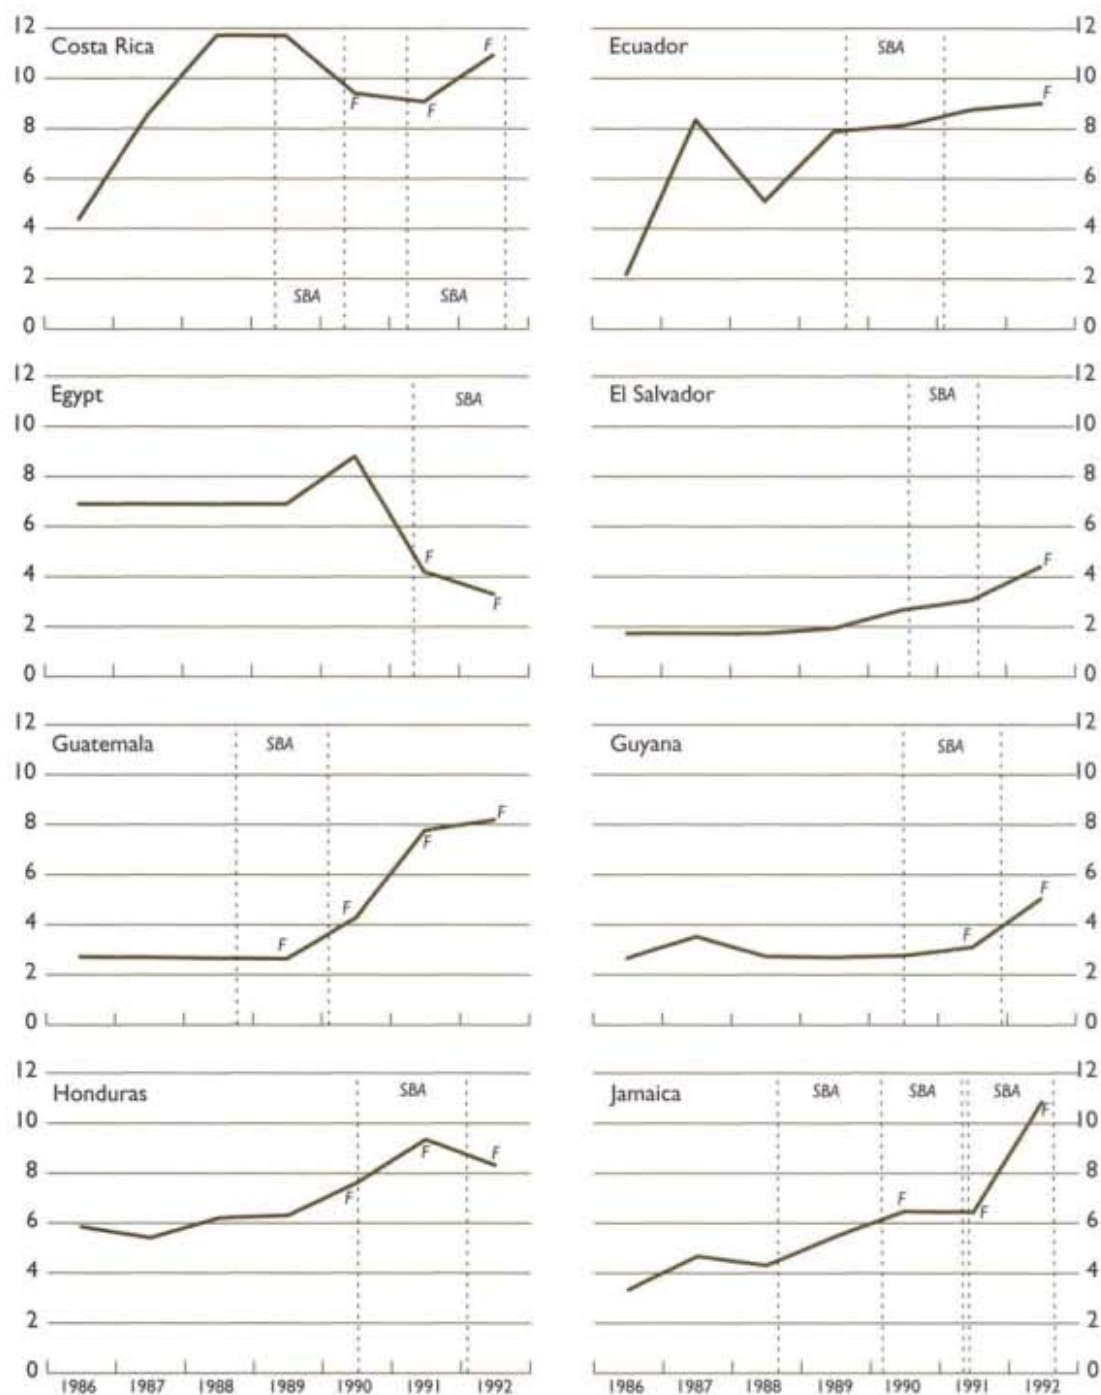 12 Costa Rica F
10
8 F F
6
4
2 SBA SBA
0
Ecuador SBA 12
10
F
8
6
4
2
0
12 Egypt SBA
10
8
6 F
4 F
2
0
El Salvador SBA 12
10
8
6
F
4
2
0
12 Guatemala SBA
10
8 F F
6
4 F F
2
0
Guyana SBA 12
10
8
6
F
4
F
2
0
12 Honduras SBA
10
8 F F F
6
4
2
0
1986 1987 1988 1989 1990 1991 1992
Jamaica SBA SBA SBA 12
F 10
8
F F
6
4
2
0
1986 1987 1988 1989 1990 1991 1992